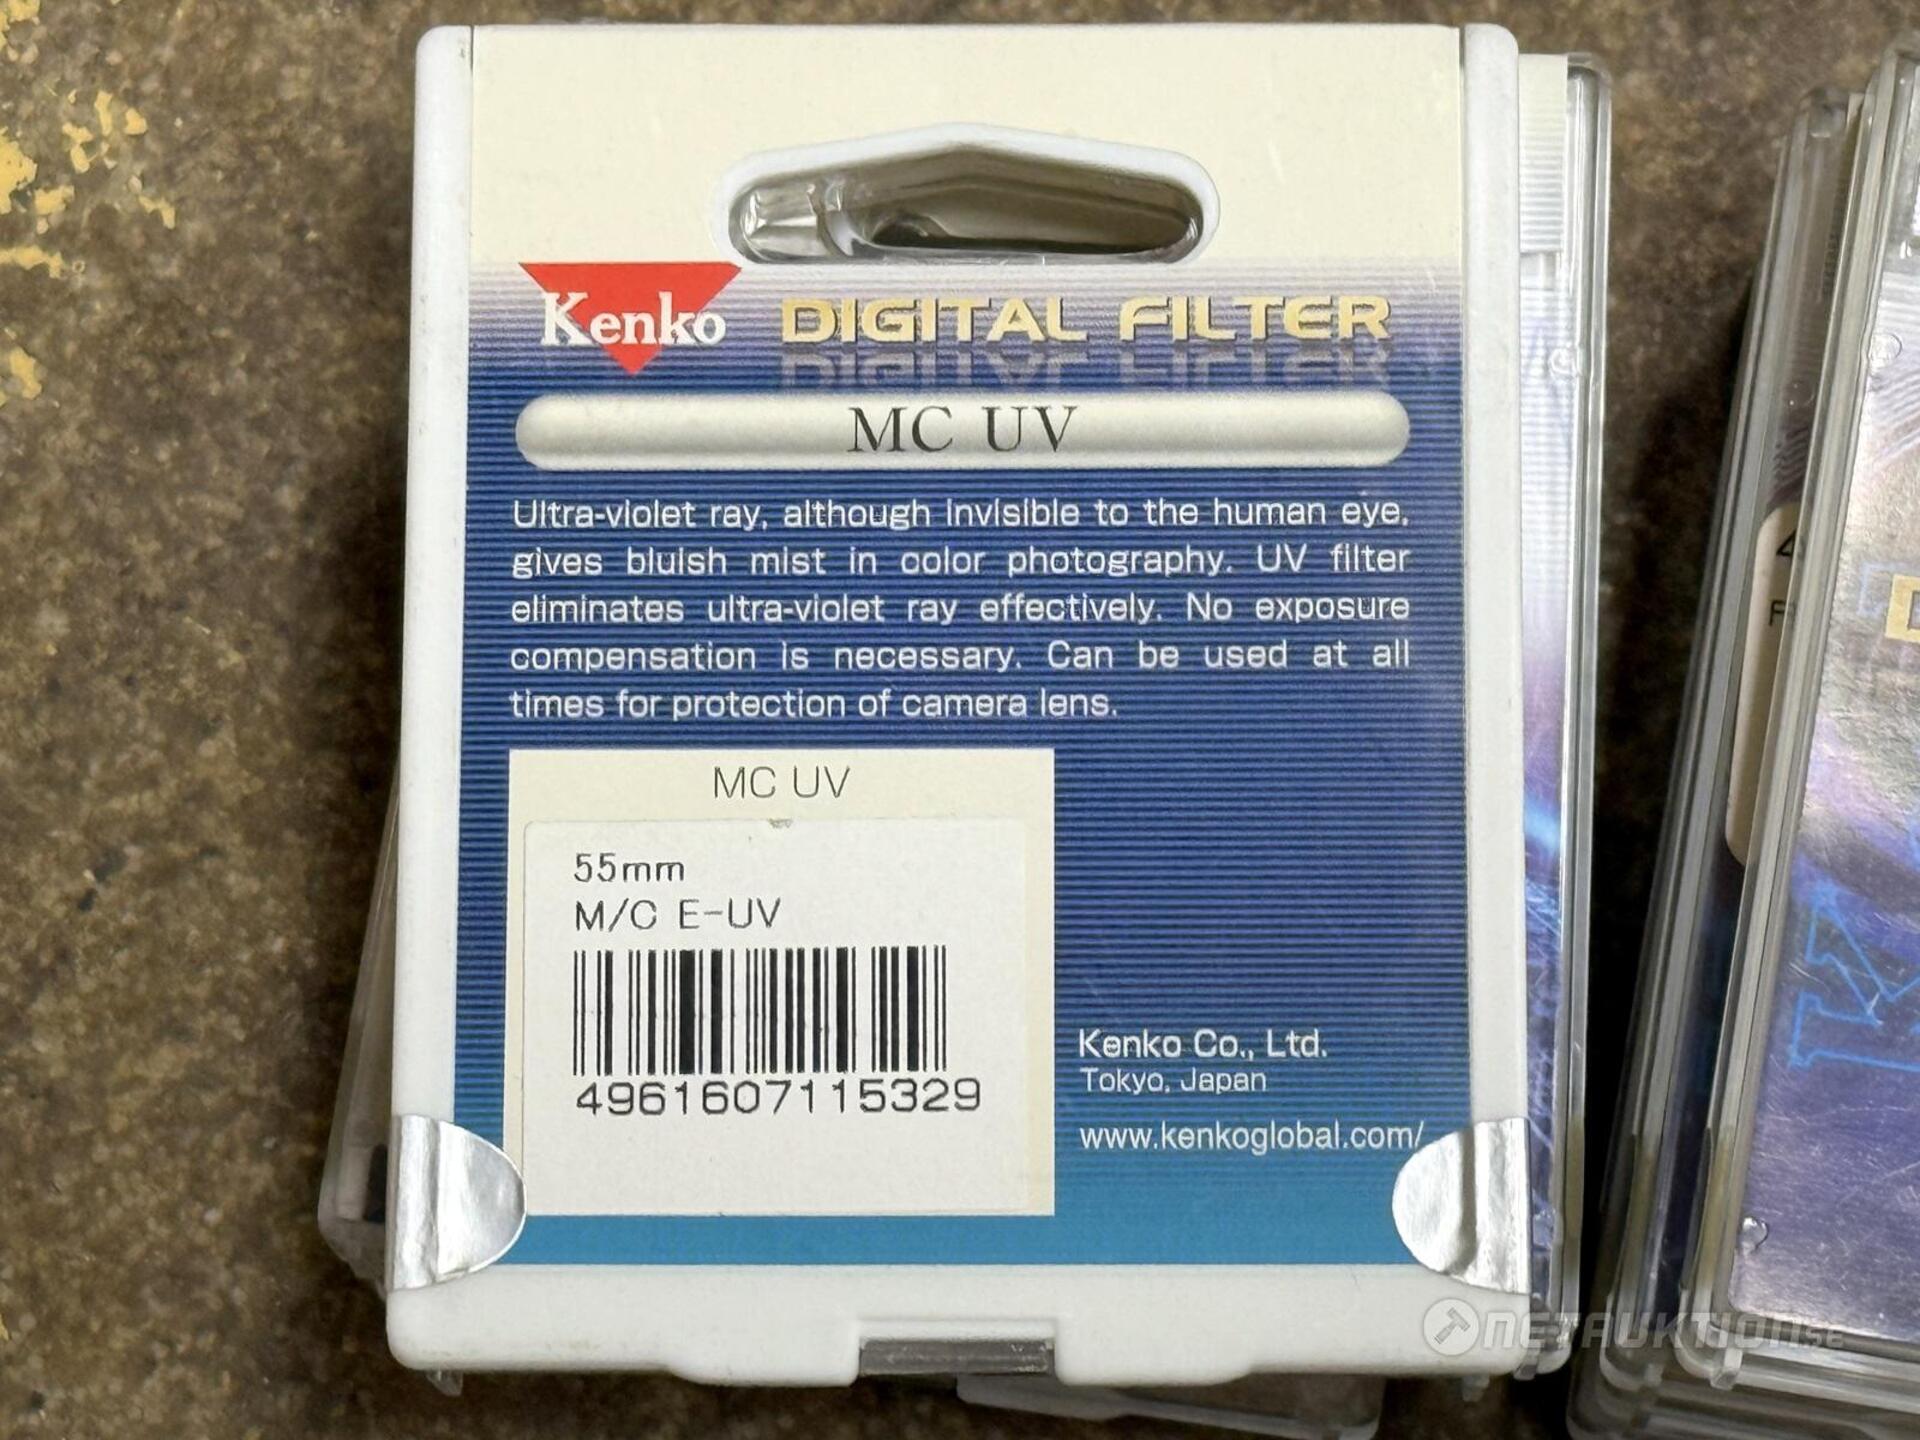 Kenko DIGITAL FILTER
MC UV
Ultra-violet ray, although invisible to the human eye,
gives bluish mist in color photography. UV filter
eliminates ultra-violet ray effectively. No exposure
compensation is necessary. Can be used at all
times for protection of camera lens.
MC UV
55mm
M/C E-UV
4961607115329
Kenko Co., Ltd.
Tokyo, Japan
www.kenkoglobal.com/
NETAUKTION.SE